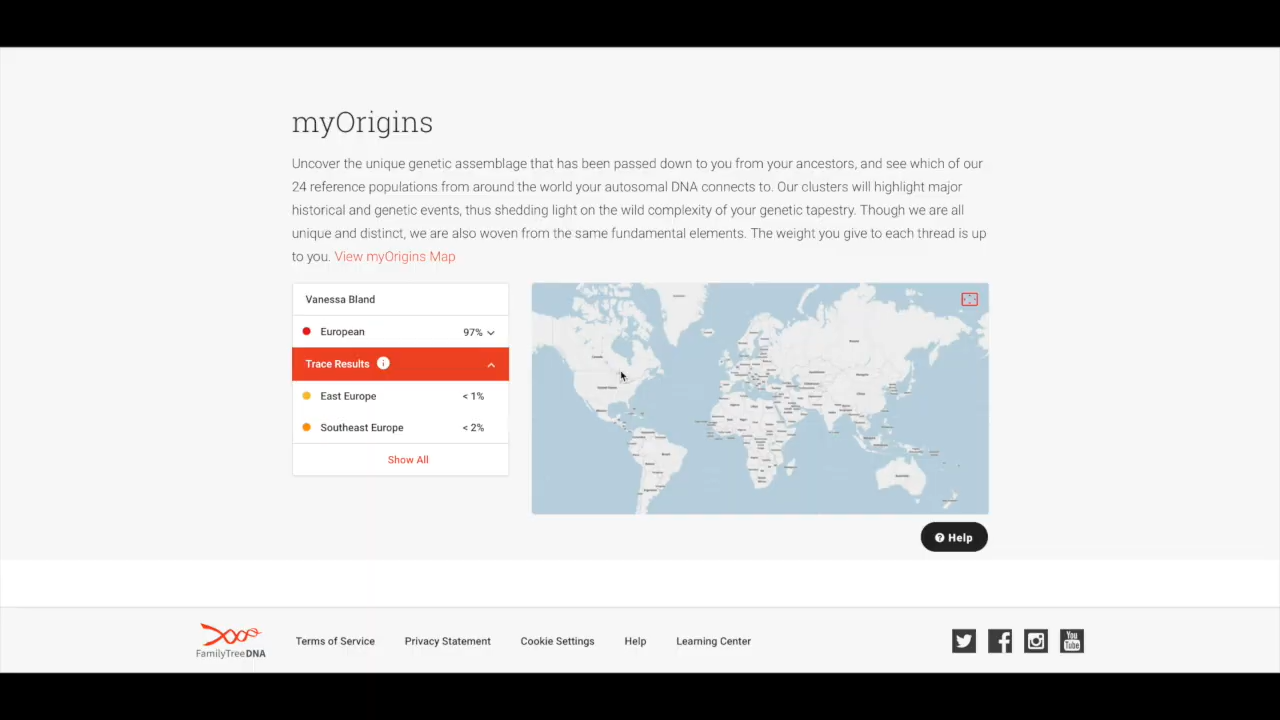 myOrigins
Uncover the unique genetic assemblage that has been passed down to you from your ancestors, and see which of our
24 reference populations from around the world your autosomal DNA connects to. Our clusters will highlight major
historical and genetic events, thus shedding light on the wild complexity of your genetic tapestry. Though we are all
unique and distinct, we are also woven from the same fundamental elements. The weight you give to each thread is up
to you. View myOrigins Map
Vanessa Bland
European 97%
Trace Results i
East Europe < 1%
Southeast Europe < 2%
Show All
? Help
FamilyTreeDNA
Terms of Service Privacy Statement Cookie Settings Help Learning Center
You
Tube